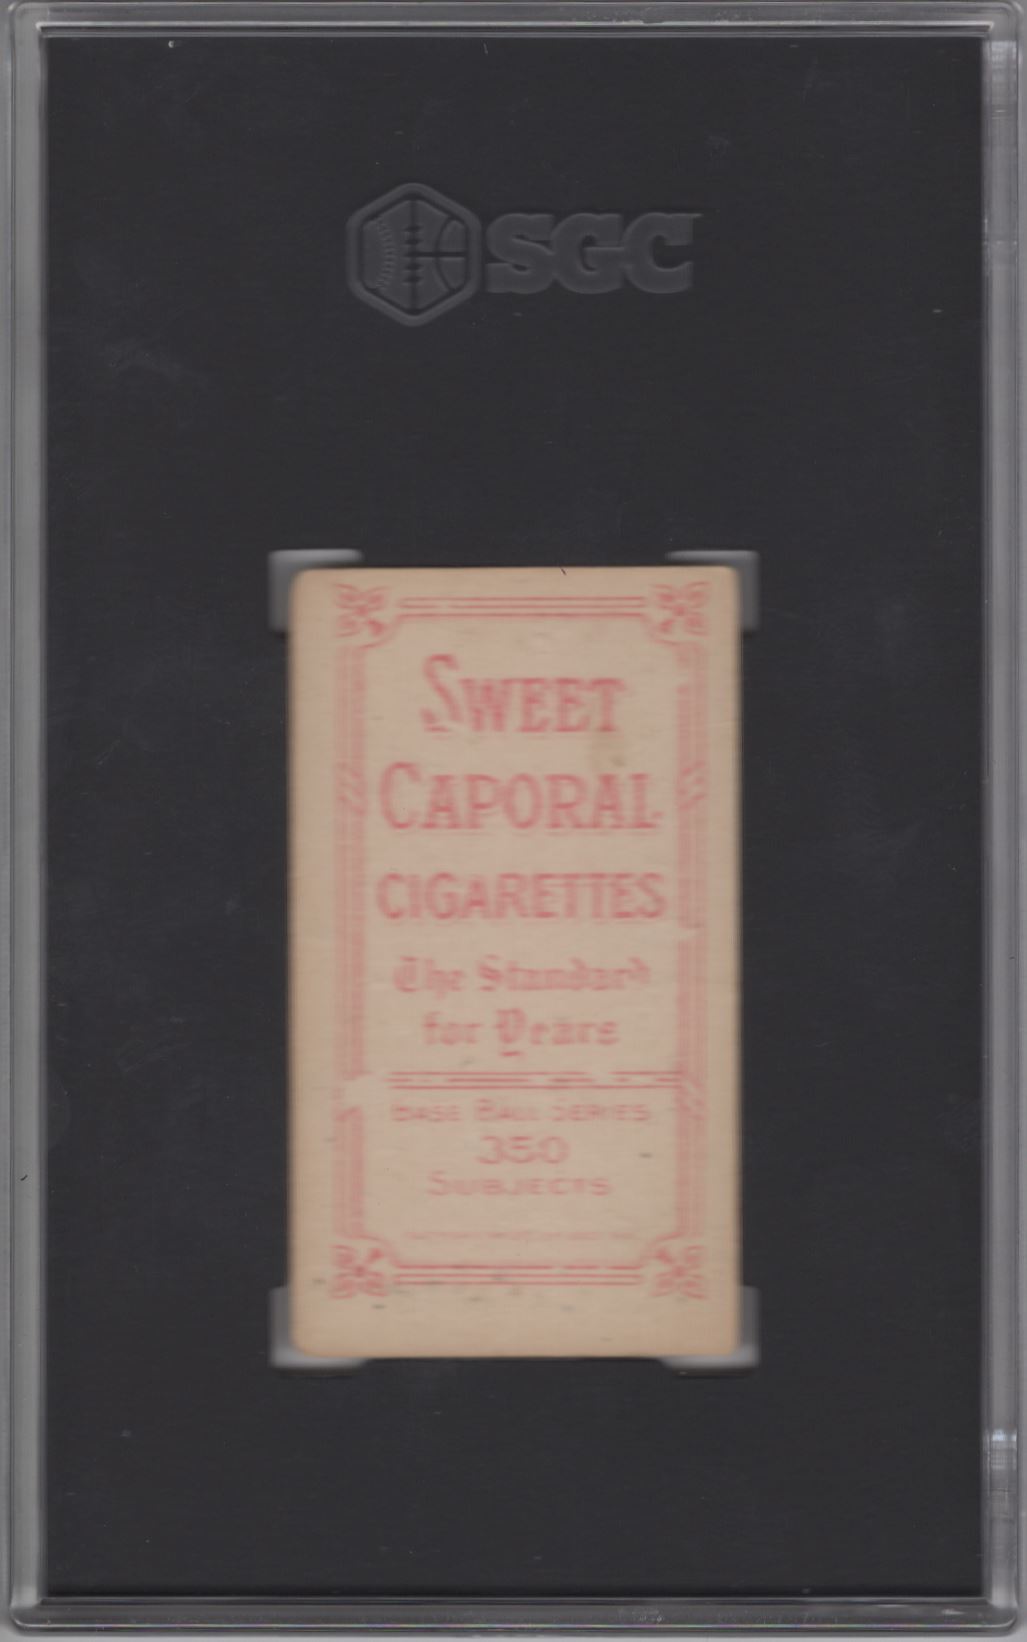 SGC
SWEET
CAPORAL
CIGARETTES
The Standard
for Years
BASE BALL SERIES
350
SUBJECTS